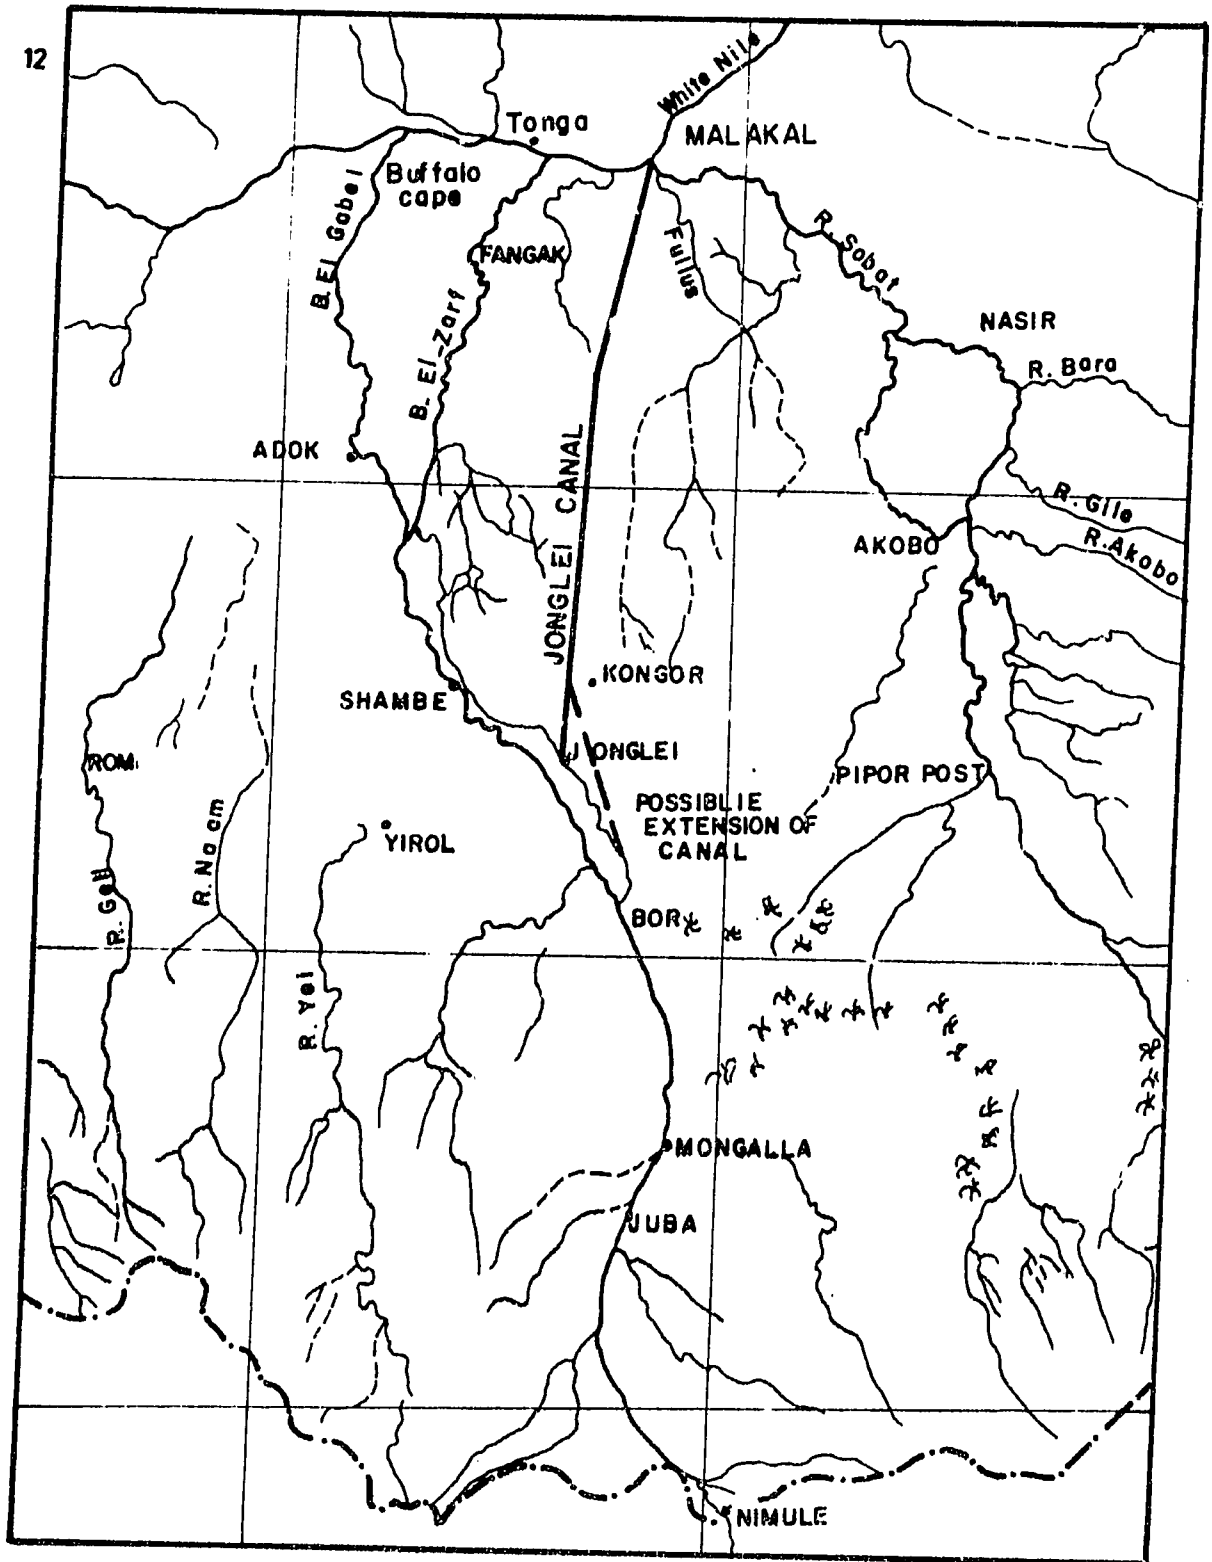 12
White Nile
Tonga
MALAKAL
Buffalo
cape
B. El Gabel
R. Sobat
FANGAK
Fullus
B. El-Zarf
NASIR
R. Baro
ADOK
JONGLEI CANAL
R. Gilo
AKOBO
R. Akobo
KONGOR
SHAMBE
JONGLEI
ROM
PIPOR POST
POSSIBLIE
EXTENSION OF
CANAL
YIROL
R. Naam
R. Gell
BOR
R. Yei
MONGALLA
JUBA
NIMULE